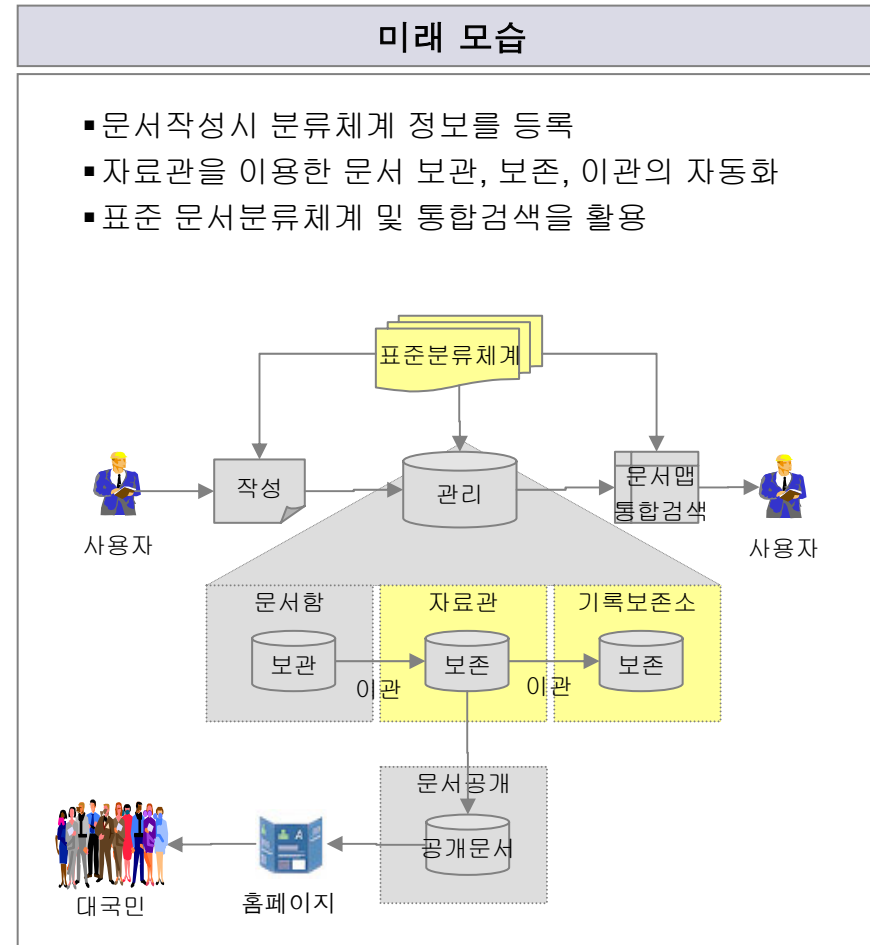 미래 모습
▪문서작성시 분류체계 정보를 등록
▪자료관을 이용한 문서 보관, 보존, 이관의 자동화
▪표준 문서분류체계 및 통합검색을 활용
표준분류체계
작성
관리
문서맵
통합검색
사용자
사용자
문서함
자료관
기록보존소
보관
보존
보존
이관
이관
문서공개
공개문서
대국민
홈페이지